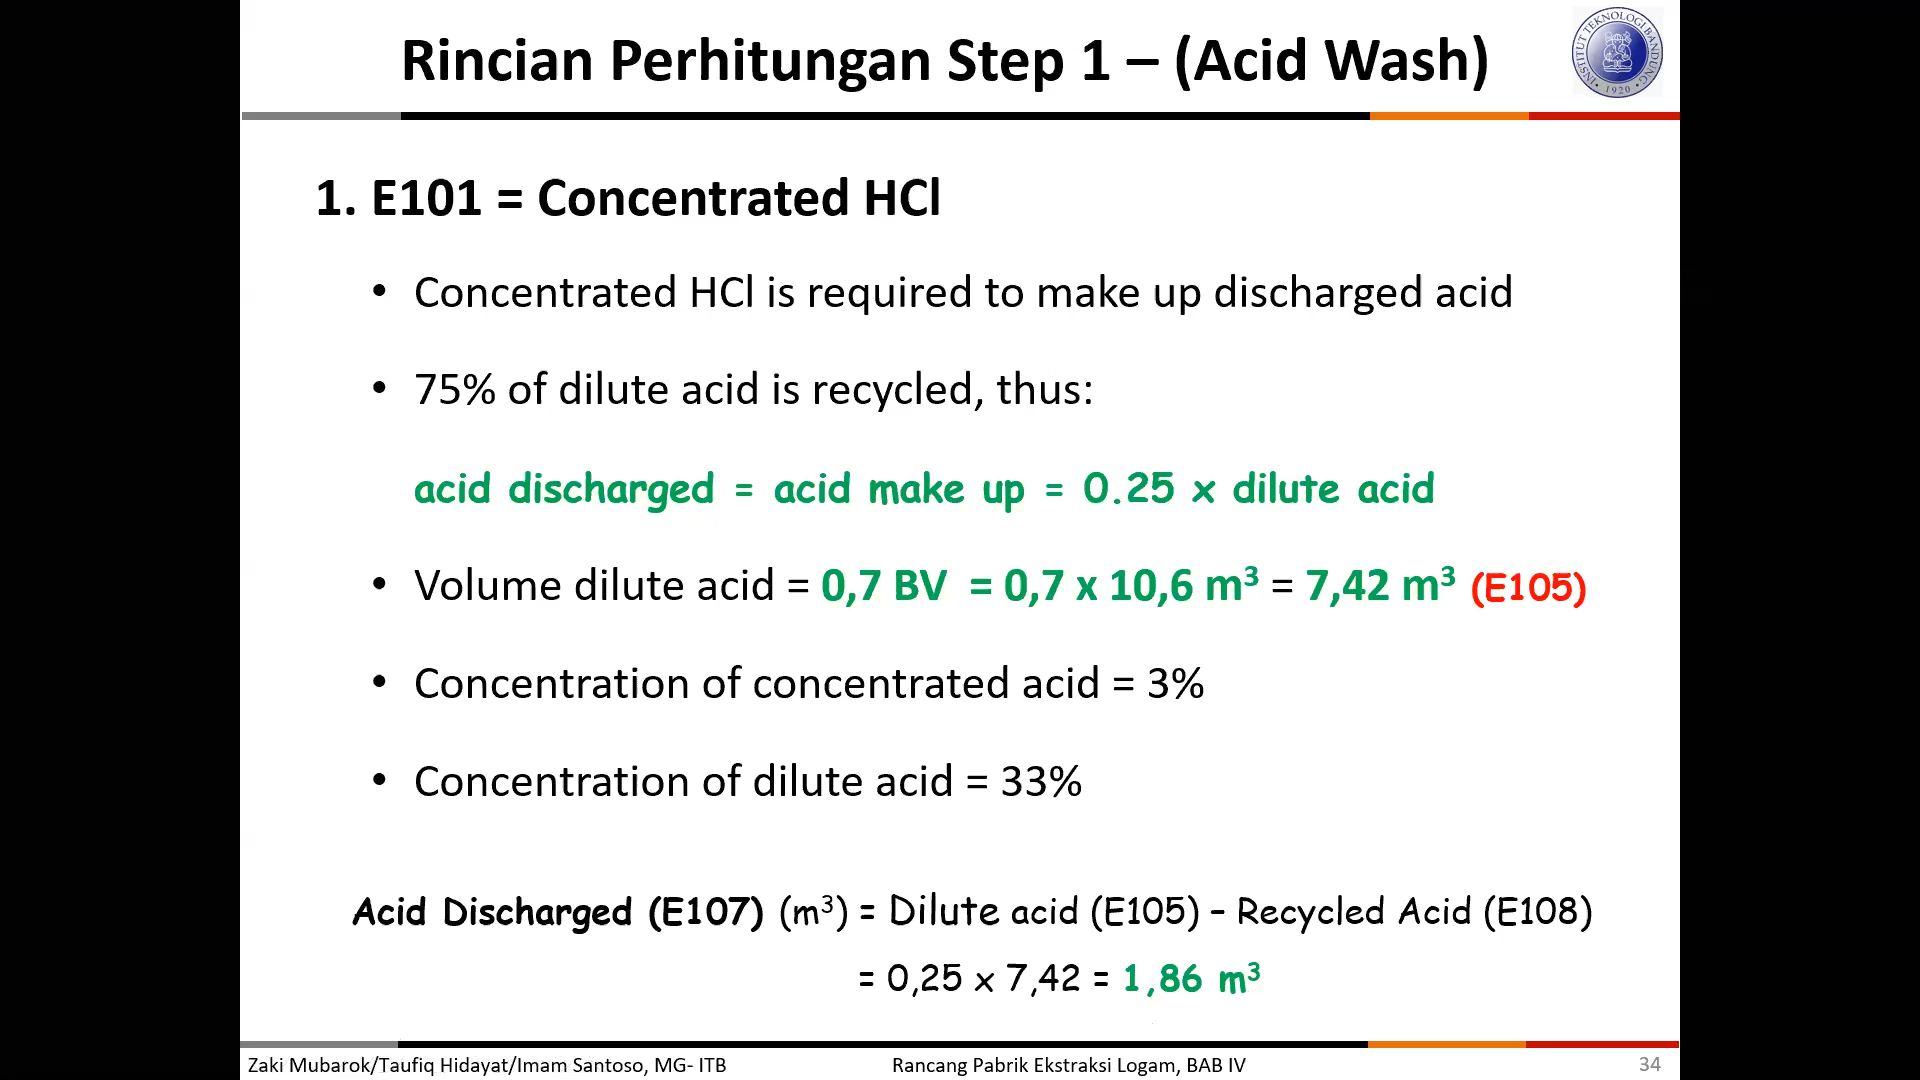 Rincian Perhitungan Step 1 – (Acid Wash)
INSTITUT TEKNOLOGI BANDUNG
1920
1. E101 = Concentrated HCl
• Concentrated HCl is required to make up discharged acid
• 75% of dilute acid is recycled, thus:
acid discharged = acid make up = 0.25 x dilute acid
• Volume dilute acid = 0,7 BV = 0,7 x 10,6 m³ = 7,42 m³ (E105)
• Concentration of concentrated acid = 3%
• Concentration of dilute acid = 33%
Acid Discharged (E107) (m³) = Dilute acid (E105) – Recycled Acid (E108)
= 0,25 x 7,42 = 1,86 m³
Zaki Mubarok/Taufiq Hidayat/Imam Santoso, MG- ITB
Rancang Pabrik Ekstraksi Logam, BAB IV
34